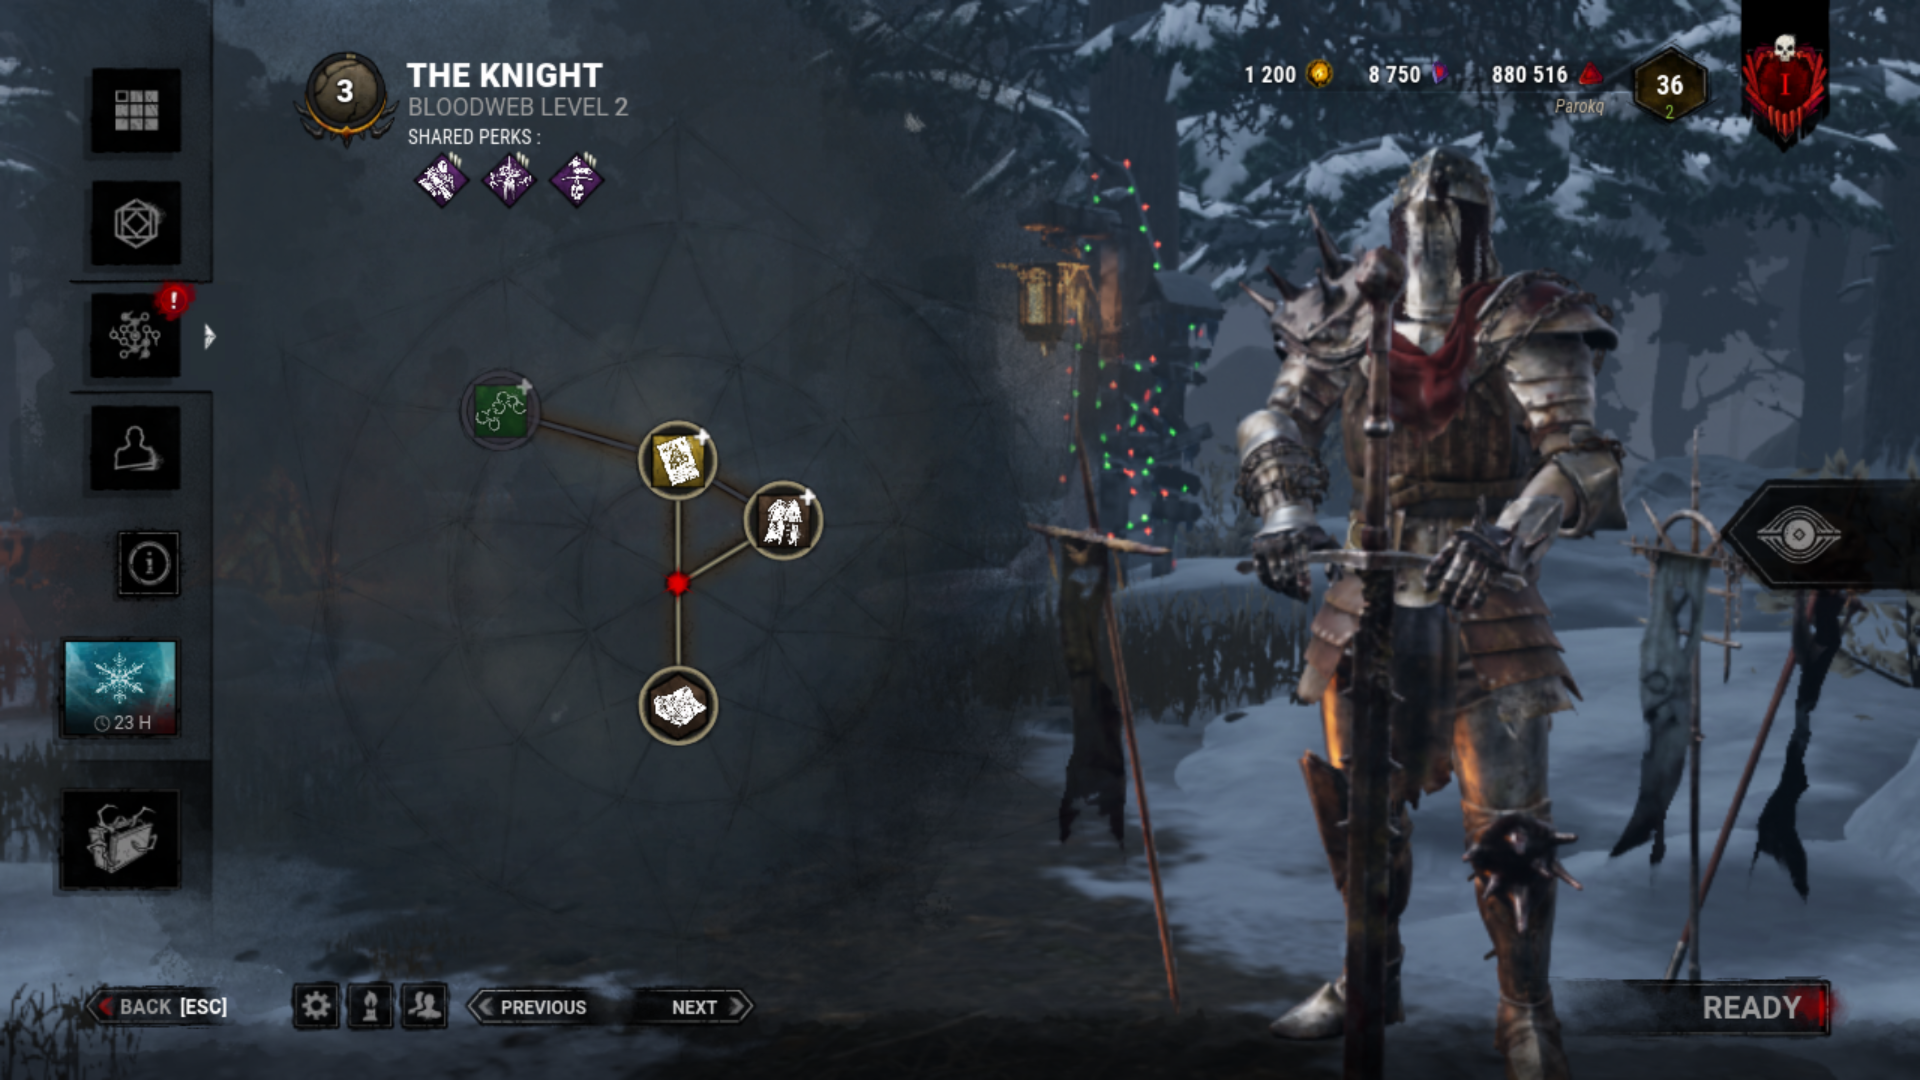 3
THE KNIGHT
BLOODWEB LEVEL 2
SHARED PERKS :
1 200
8 750
880 516
Parokq
36
2
I
!
23 H
BACK [ESC]
PREVIOUS
NEXT
READY